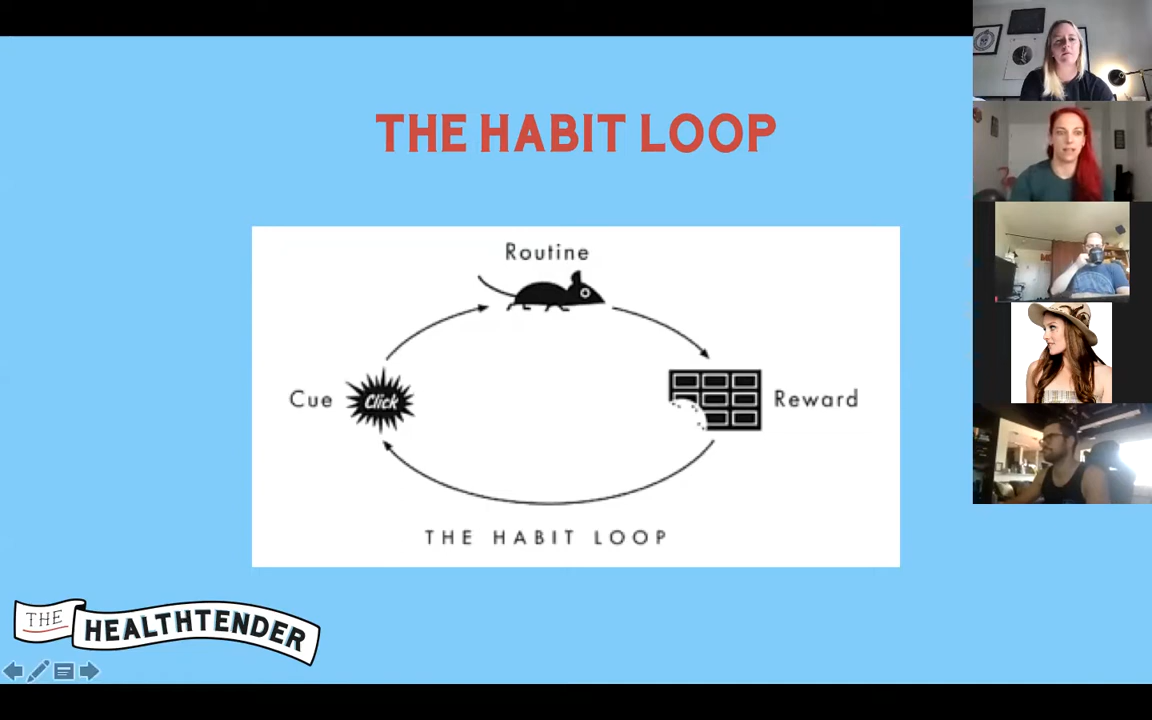 THE HABIT LOOP
Routine
Cue
Click
Reward
THE HABIT LOOP
THE
HEALTHTENDER